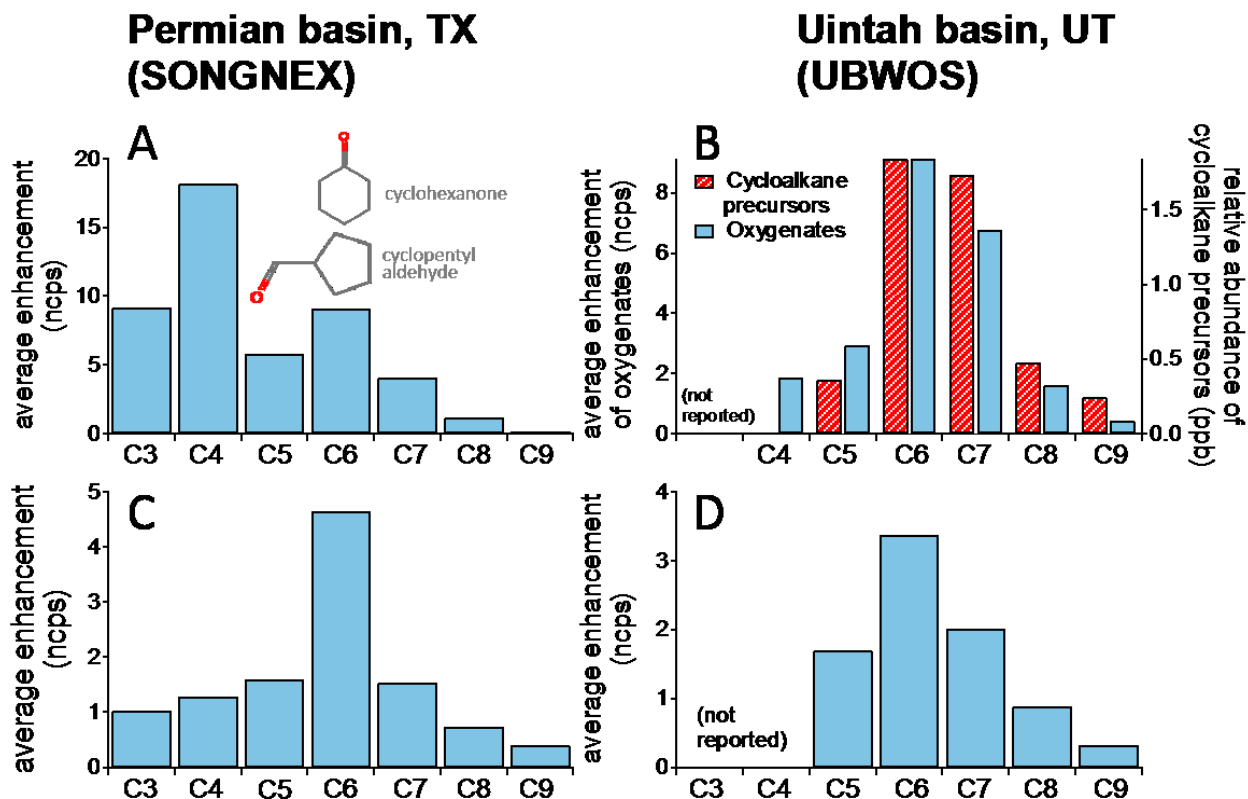 Permian basin, TX
(SONGNEX)
Uintah basin, UT
(UBWOS)
A
average enhancement
(ncps)
20
15
10
5
0
O
cyclohexanone
cyclopentyl
aldehyde
O
C3 C4 C5 C6 C7 C8 C9
B
average enhancement
of oxygenates (ncps)
8
6
4
2
0
Cycloalkane
precursors
Oxygenates
(not
reported)
1.5
1.0
0.5
0.0
relative abundance of
cycloalkane precursors (ppb)
C4 C5 C6 C7 C8 C9
C
average enhancement
(ncps)
5
4
3
2
1
0
C3 C4 C5 C6 C7 C8 C9
D
average enhancement
(ncps)
4
3
2
1
0
(not
reported)
C3 C4 C5 C6 C7 C8 C9